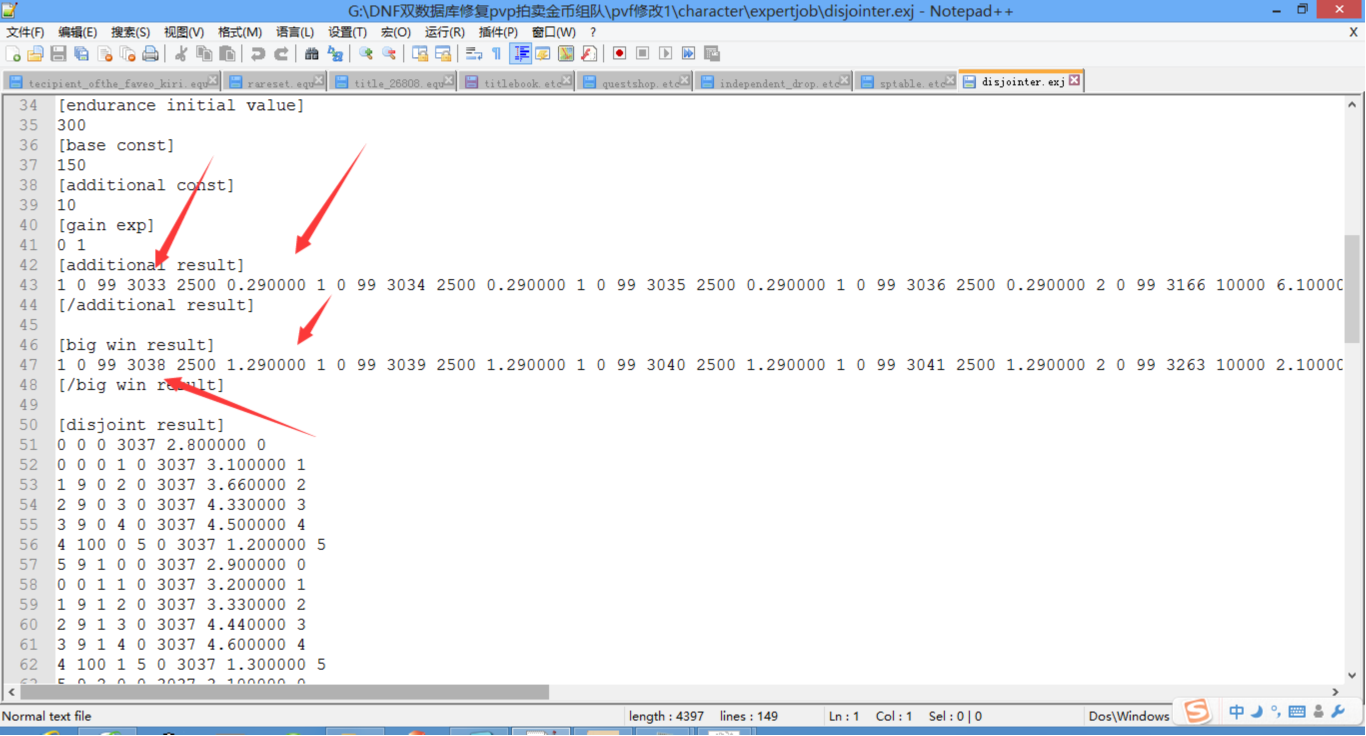 G:\DNF双数据库修复pvp拍卖金币组队\pvf修改1\character\expertjob\disjointer.exj - Notepad++
文件(F) 编辑(E) 搜索(S) 视图(V) 格式(M) 语言(L) 设置(T) 宏(O) 运行(R) 插件(P) 窗口(W) ? X
tecipient_ofthe_faveo_kiri.equ rareset.equ title_26808.equ titlebook.etc questshop.etc independent_drop.etc sptable.etc disjointer.exj
34 [endurance initial value]
35 300
36 [base const]
37 150
38 [additional const]
39 10
40 [gain exp]
41 0 1
42 [additional result]
43 1 0 99 3033 2500 0.290000 1 0 99 3034 2500 0.290000 1 0 99 3035 2500 0.290000 1 0 99 3036 2500 0.290000 2 0 99 3166 10000 6.10000
44 [/additional result]
45
46 [big win result]
47 1 0 99 3038 2500 1.290000 1 0 99 3039 2500 1.290000 1 0 99 3040 2500 1.290000 1 0 99 3041 2500 1.290000 2 0 99 3263 10000 2.10000
48 [/big win result]
49
50 [disjoint result]
51 0 0 0 3037 2.800000 0
52 0 0 0 1 0 3037 3.100000 1
53 1 9 0 2 0 3037 3.660000 2
54 2 9 0 3 0 3037 4.330000 3
55 3 9 0 4 0 3037 4.500000 4
56 4 100 0 5 0 3037 1.200000 5
57 5 9 1 0 0 3037 2.900000 0
58 0 0 1 1 0 3037 3.200000 1
59 1 9 1 2 0 3037 3.330000 2
60 2 9 1 3 0 3037 4.440000 3
61 3 9 1 4 0 3037 4.600000 4
62 4 100 1 5 0 3037 1.300000 5
Normal text file length : 4397 lines : 149 Ln : 1 Col : 1 Sel : 0 | 0 Dos\Windows
S 中